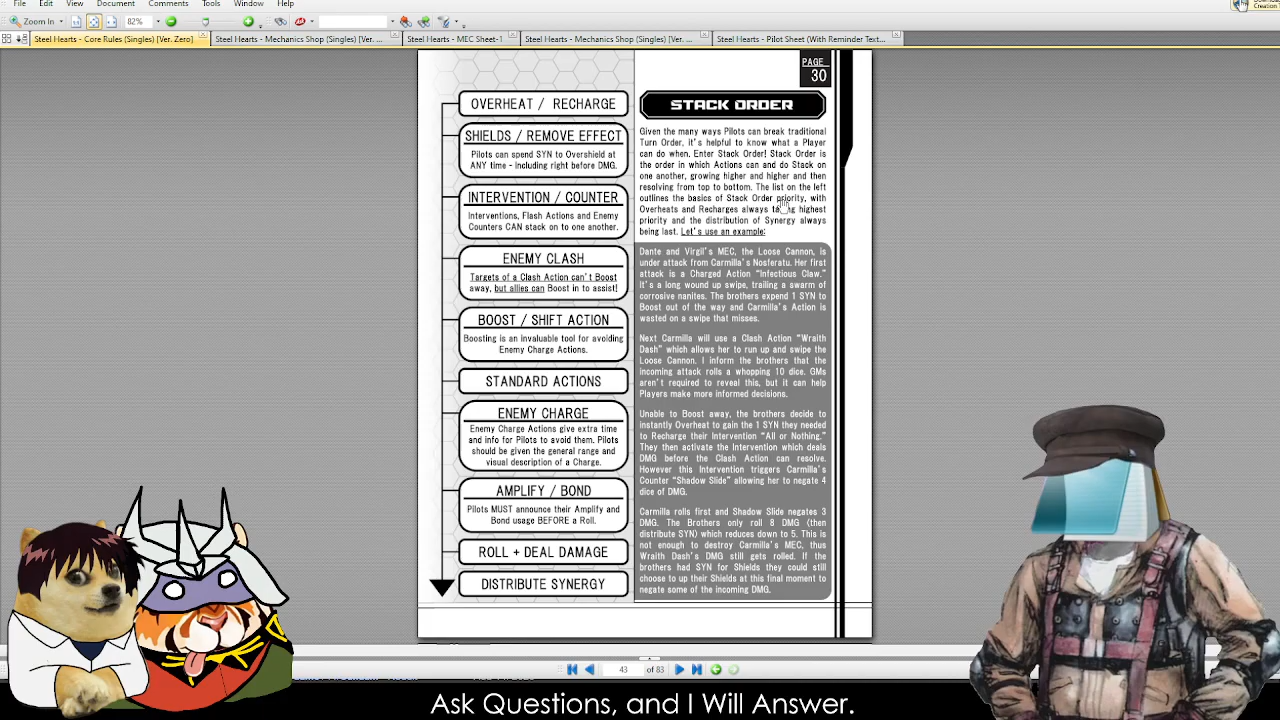 File Edit View Document Comments Tools Window Help
Zoom In 82%
Steel Hearts - Core Rules (Singles) [Ver. Zero]
Steel Hearts - Mechanics Shop (Singles) [Ver. ...
Steel Hearts - MEC Sheet-1
Steel Hearts - Mechanics Shop (Singles) [Ver. ...
Steel Hearts - Pilot Sheet (With Reminder Text...
PAGE
30
OVERHEAT / RECHARGE
SHIELDS / REMOVE EFFECT
Pilots can spend SYN to Overshield at
ANY time - including right before DMG.
INTERVENTION / COUNTER
Interventions, Flash Actions and Enemy
Counters CAN stack on to one another.
ENEMY CLASH
Targets of a Clash Action can't Boost
away, but allies can Boost in to assist!
BOOST / SHIFT ACTION
Boosting is an invaluable tool for avoiding
Enemy Charge Actions.
STANDARD ACTIONS
ENEMY CHARGE
Enemy Charge Actions give extra time
and info for Pilots to avoid them. Pilots
should be given the general range and
visual description of a Charge.
AMPLIFY / BOND
Pilots MUST announce their Amplify and
Bond usage BEFORE a Roll.
ROLL + DEAL DAMAGE
DISTRIBUTE SYNERGY
STACK ORDER
Given the many ways Pilots can break traditional
Turn Order, it's helpful to know what a Player
can do when. Enter Stack Order! Stack Order is
the order in which Actions can and do Stack on
one another, growing higher and higher and then
resolving from top to bottom. The list on the left
outlines the basics of Stack Order priority, with
Overheats and Recharges always taking highest
priority and the distribution of Synergy always
being last. Let's use an example:
Dante and Virgil's MEC, the Loose Cannon, is
under attack from Carmilla's Nosferatu. Her first
attack is a Charged Action "Infectious Claw."
It's a long wound up swipe, trailing a swarm of
corrosive nanites. The brothers expend 1 SYN to
Boost out of the way and Carmilla's Action is
wasted on a swipe that misses.
Next Carmilla will use a Clash Action "Wraith
Dash" which allows her to run up and swipe the
Loose Cannon. I inform the brothers that the
incoming attack rolls a whopping 10 dice. GMs
aren't required to reveal this, but it can help
Players make more informed decisions.
Unable to Boost away, the brothers decide to
instantly Overheat to gain the 1 SYN they needed
to Recharge their Intervention "All or Nothing."
They then activate the Intervention which deals
DMG before the Clash Action can resolve.
However this Intervention triggers Carmilla's
Counter "Shadow Slide" allowing her to negate 4
dice of DMG.
Carmilla rolls first and Shadow Slide negates 3
DMG. The Brothers only roll 8 DMG (then
distribute SYN) which reduces down to 5. This is
not enough to destroy Carmilla's MEC, thus
Wraith Dash's DMG still gets rolled. If the
brothers had SYN for Shields they could still
choose to up their Shields at this final moment to
negate some of the incoming DMG.
43 of 83
Ask Questions, and I Will Answer.